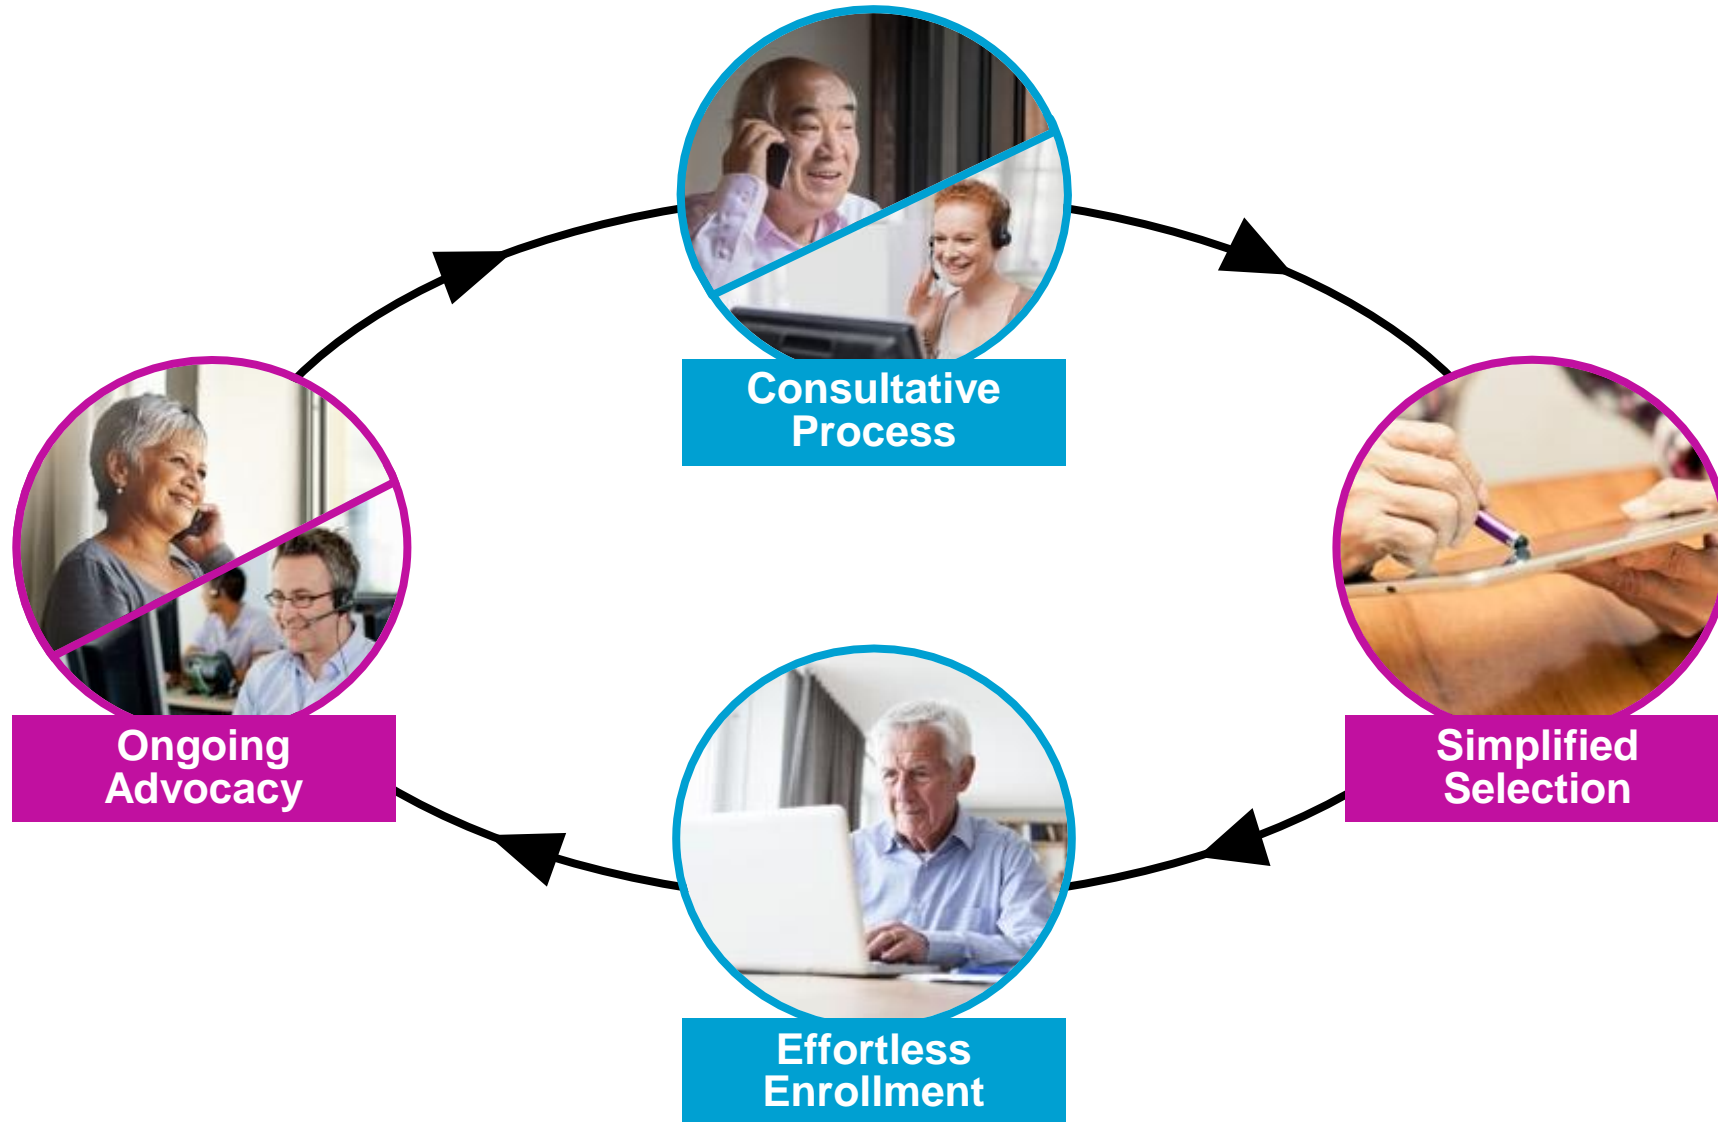 Consultative
Process
Ongoing
Advocacy
Simplified
Selection
Effortless
Enrollment